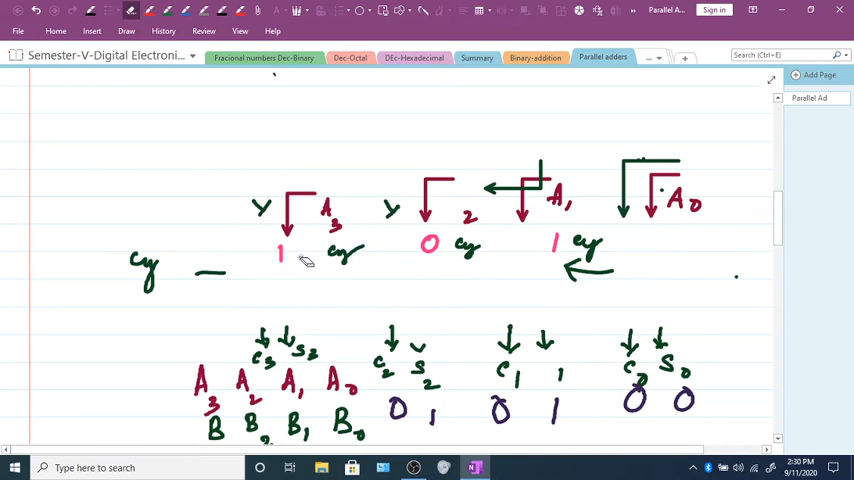 Parallel A...
Sign in
File Home Insert Draw History Review View Help
Semester-V-Digital Electroni...
Fracional numbers Dec-Binary Dec-Octal DEc-Hexadecimal Summary Binary-addition Parallel adders
Search (Ctrl+E)
Add Page
Parallel Ad
Y A3 Y 2 A1 A0
1 cy 0 cy 1 cy
cy
C3 S3 C2 S2 C1 1 C0 S0
A3 A2 A1 A0
0 1 0 1 0 0
B B2 B1 B0
Type here to search
2:30 PM
9/11/2020